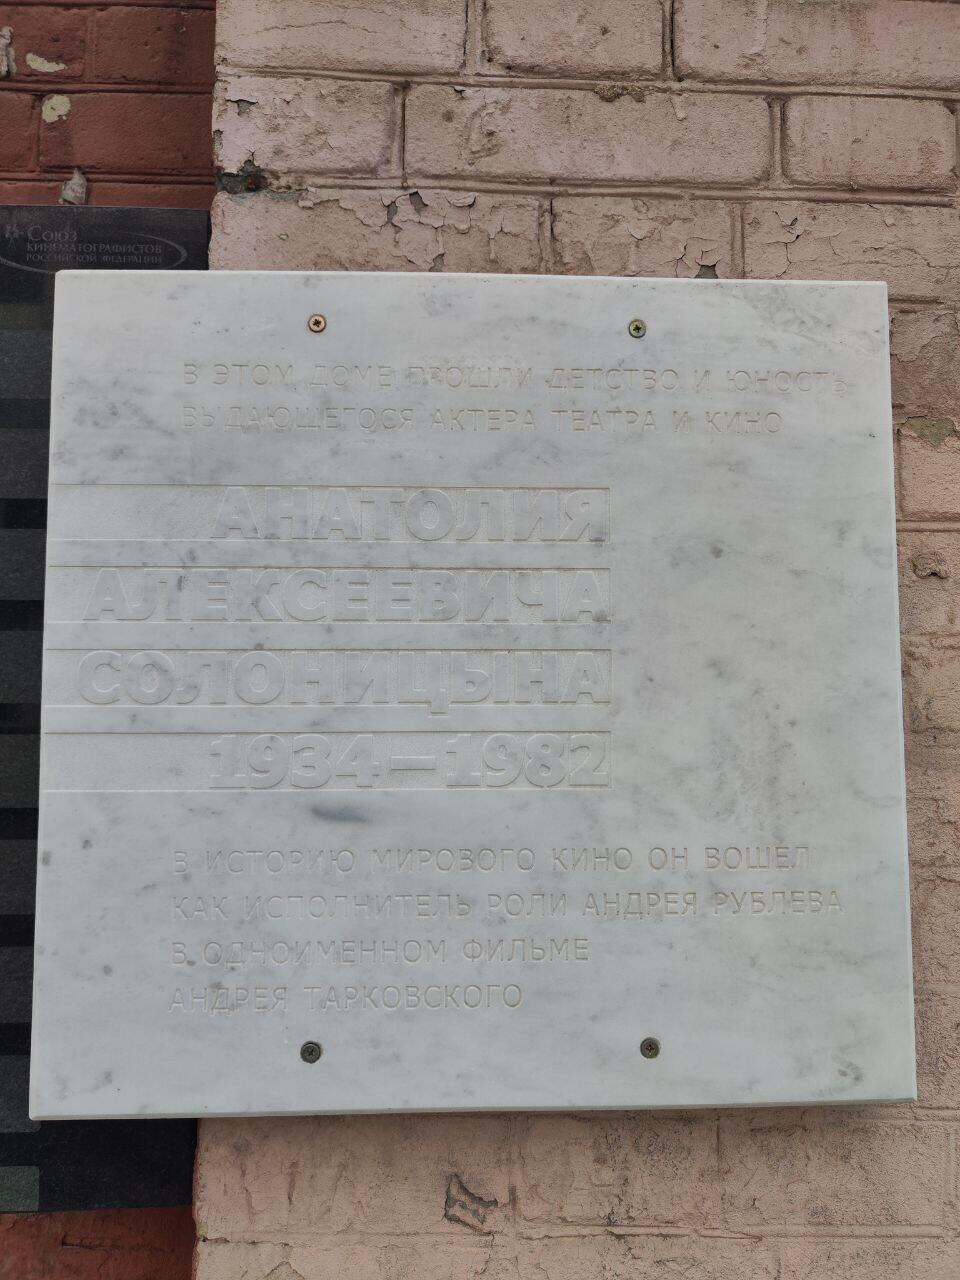 Союз
кинематографистов
российской федерации
В ЭТОМ ДОМЕ ПРОШЛИ ДЕТСТВО И ЮНОСТЬ
ВЫДАЮЩЕГОСЯ АКТЕРА ТЕАТРА И КИНО
АНАТОЛИЯ
АЛЕКСЕЕВИЧА
СОЛОНИЦЫНА
1934—1982
В ИСТОРИЮ МИРОВОГО КИНО ОН ВОШЕЛ
КАК ИСПОЛНИТЕЛЬ РОЛИ АНДРЕЯ РУБЛЕВА
В ОДНОИМЕННОМ ФИЛЬМЕ
АНДРЕЯ ТАРКОВСКОГО